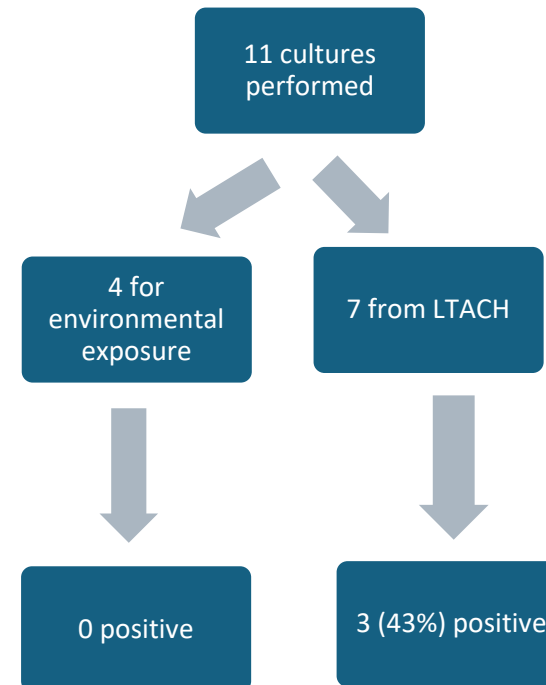 11 cultures
performed
4 for
environmental
exposure
7 from LTACH
0 positive
3 (43%) positive